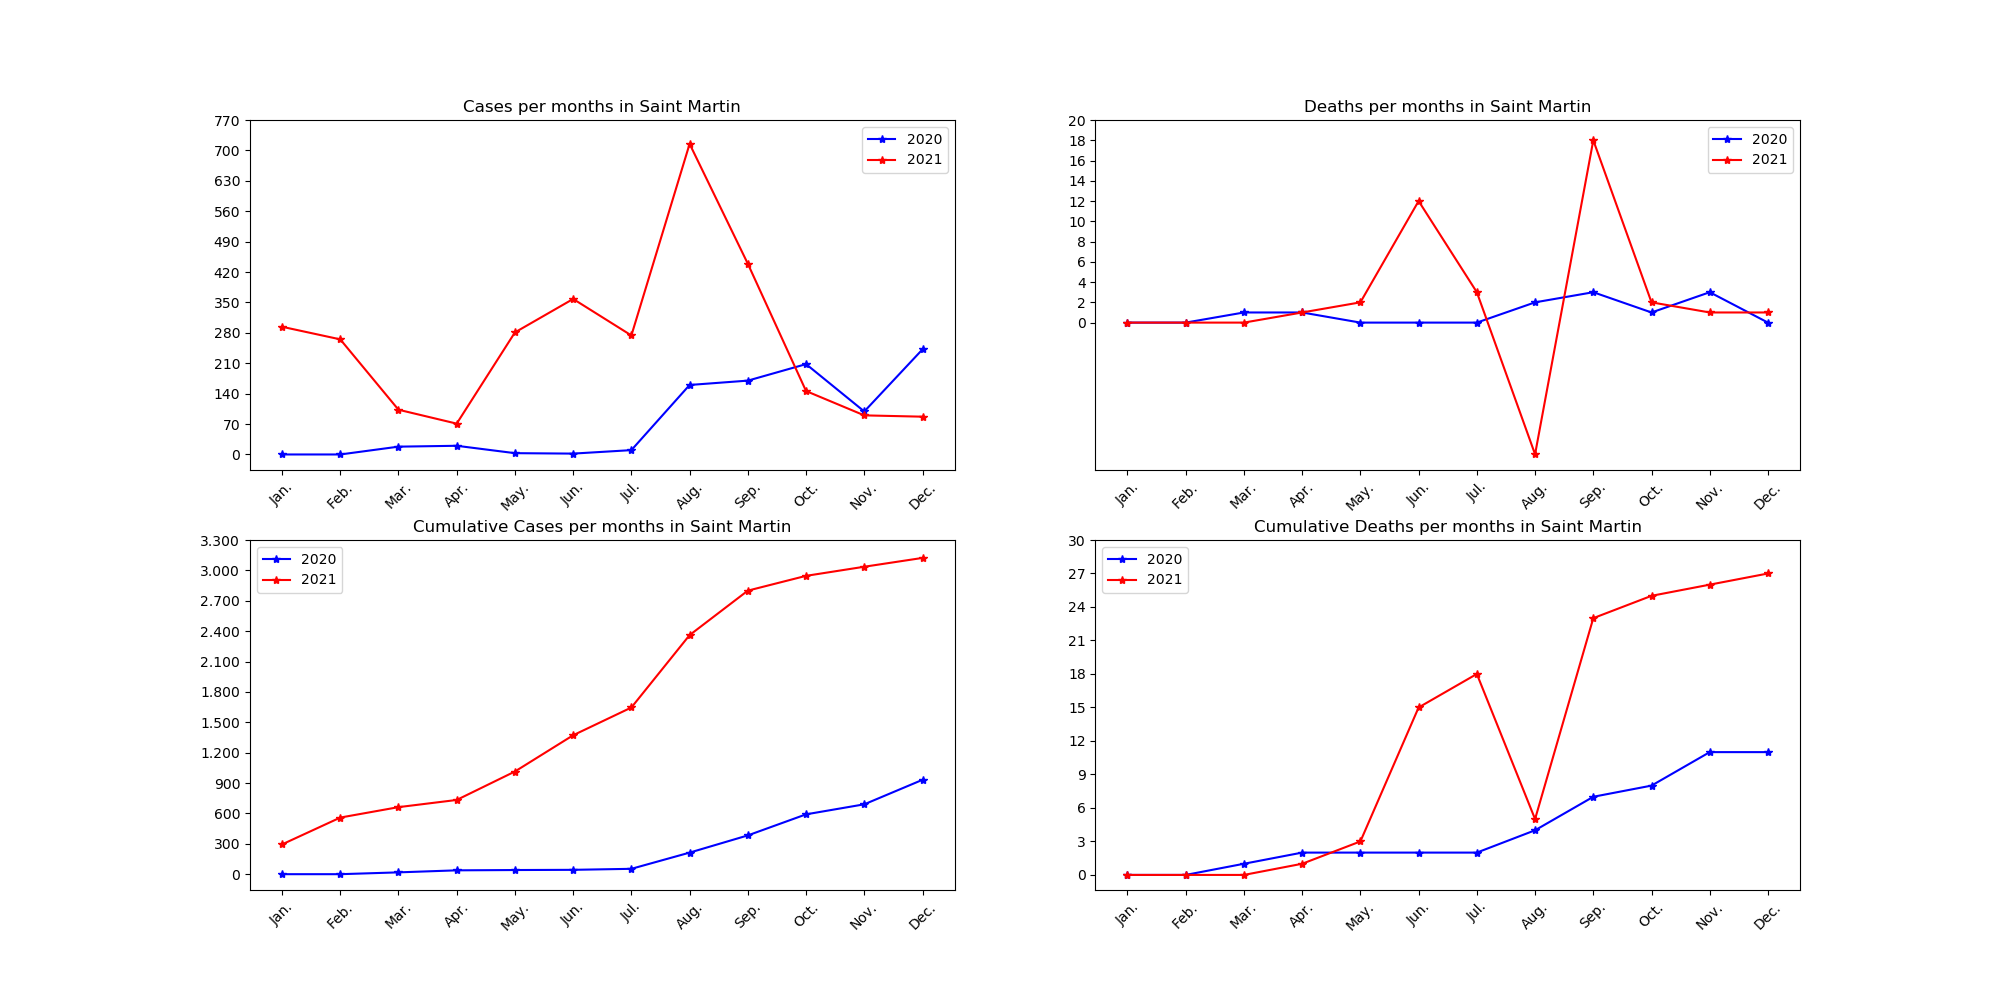 Cases per months in Saint Martin
770
700
630
560
490
420
350
280
210
140
70
0
2020
2021
Jan.
Feb.
Mar.
Apr.
May.
Jun.
Jul.
Aug.
Sep.
Oct.
Nov.
Dec.
Deaths per months in Saint Martin
20
18
16
14
12
10
8
6
4
2
0
2020
2021
Jan.
Feb.
Mar.
Apr.
May.
Jun.
Jul.
Aug.
Sep.
Oct.
Nov.
Dec.
Cumulative Cases per months in Saint Martin
3.300
3.000
2.700
2.400
2.100
1.800
1.500
1.200
900
600
300
0
2020
2021
Jan.
Feb.
Mar.
Apr.
May.
Jun.
Jul.
Aug.
Sep.
Oct.
Nov.
Dec.
Cumulative Deaths per months in Saint Martin
30
27
24
21
18
15
12
9
6
3
0
2020
2021
Jan.
Feb.
Mar.
Apr.
May.
Jun.
Jul.
Aug.
Sep.
Oct.
Nov.
Dec.